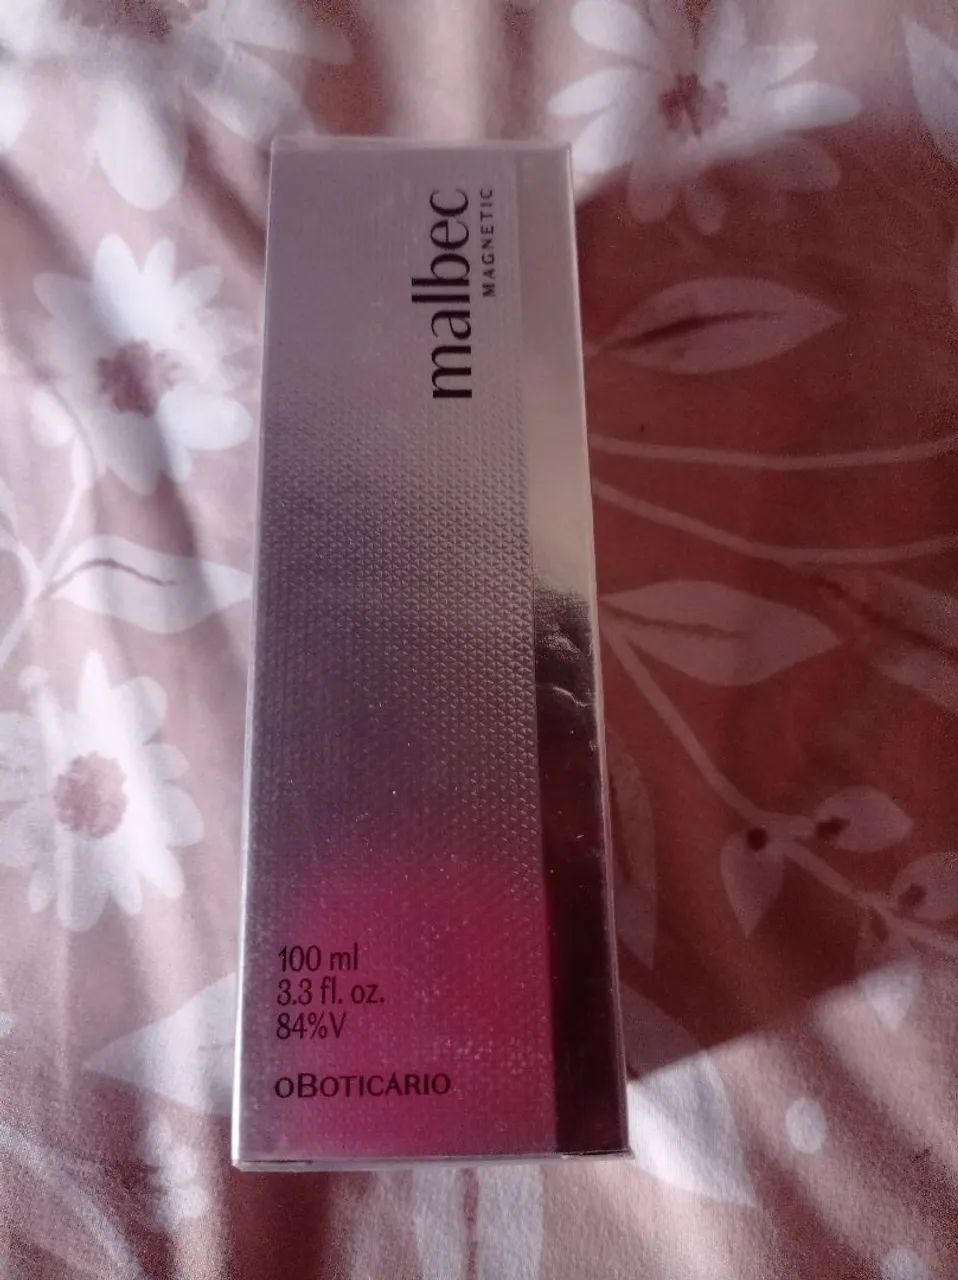 malbec
MAGNETIC
100 ml
3.3 fl. oz.
84%V
oBOTICÁRIO